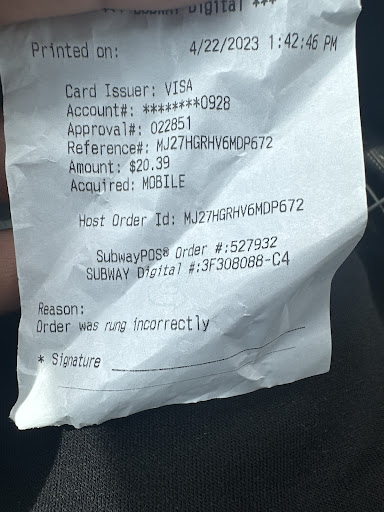 *** SUBWAY Digital ***
Printed on: 4/22/2023 1:42:46 PM
Card Issuer: VISA
Account#: ********0928
Approval#: 022851
Reference#: MJ27HGRHV6MDP672
Amount: $20.39
Acquired: MOBILE
Host Order Id: MJ27HGRHV6MDP672
SubwayPOS® Order #:527932
SUBWAY Digital #:3F308088-C4
Reason:
Order was rung incorrectly
* Signature